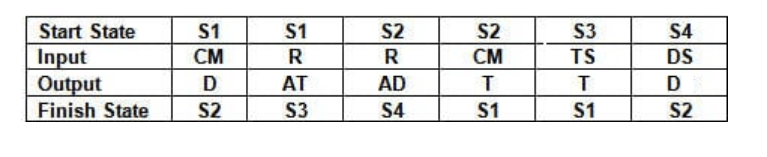 Start State S1 S1 S2 S2 S3 S4
Input CM R R CM TS DS
Output D AT AD T T D
Finish State S2 S3 S4 S1 S1 S2